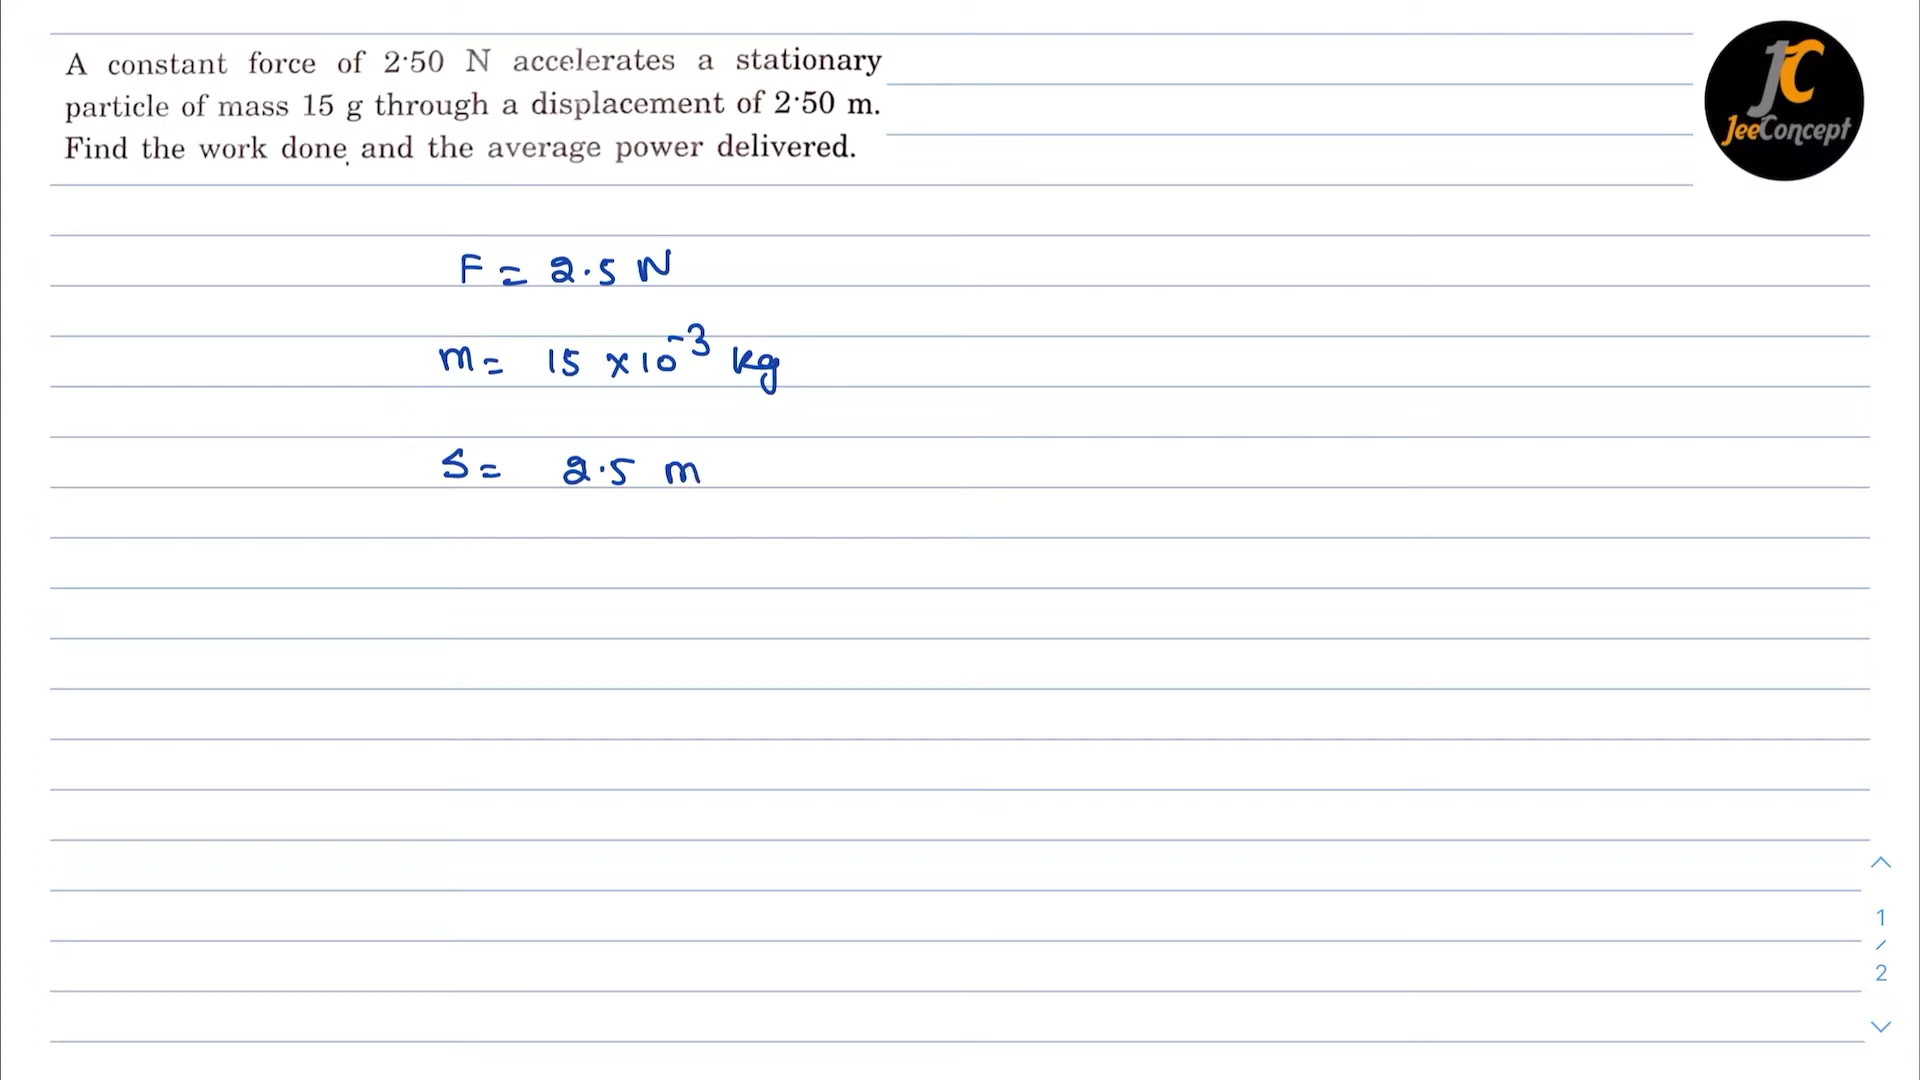 A constant force of 2·50 N accelerates a stationary
particle of mass 15 g through a displacement of 2·50 m.
Find the work done and the average power delivered.
JC
JeeConcept
F = 2.5 N
m = 15 × 10⁻³ kg
S = 2.5 m
1
/
2